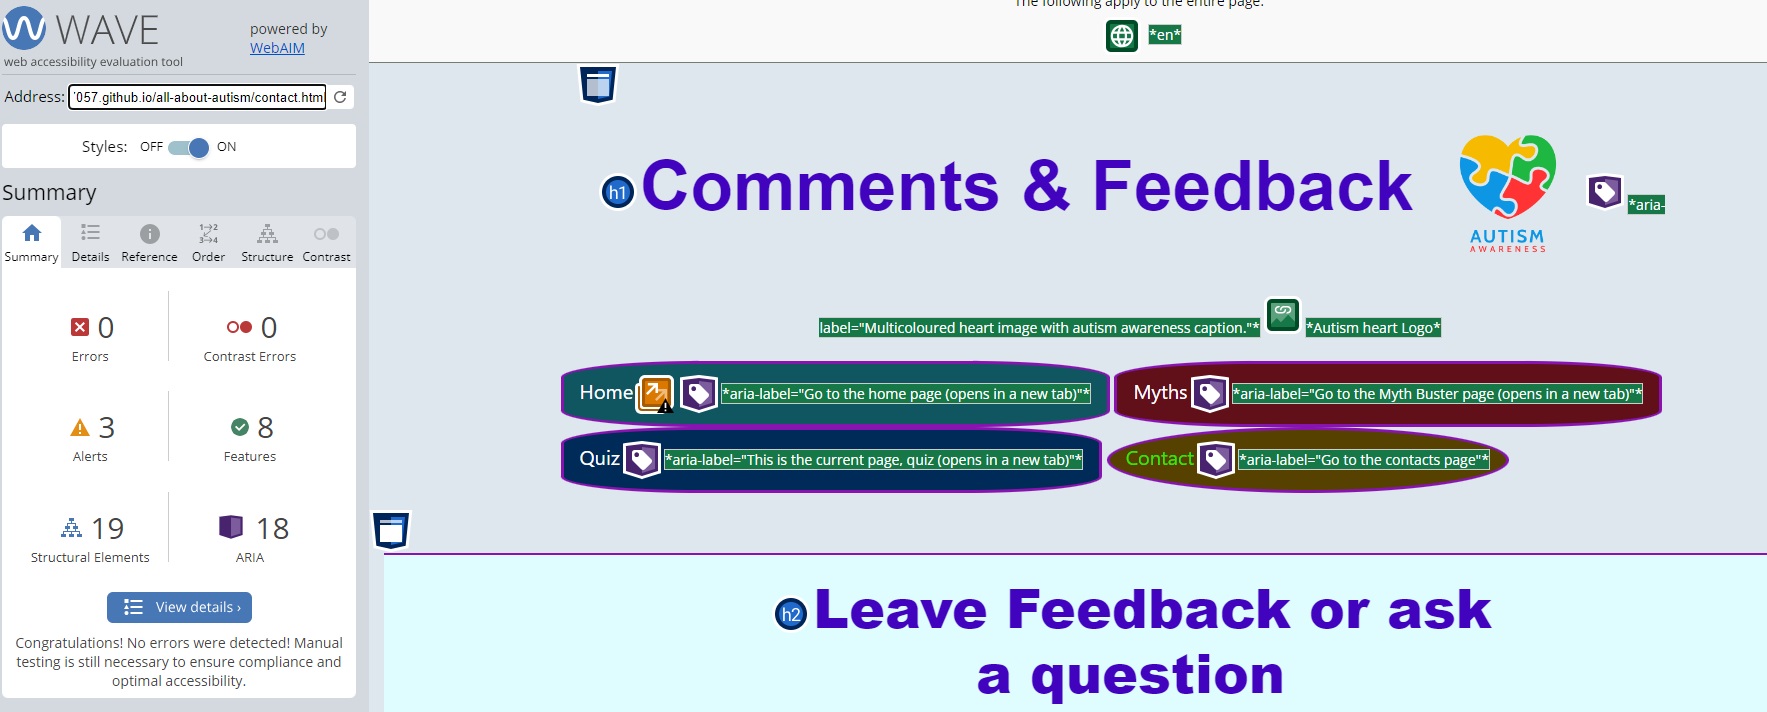 WAVE
powered by
WebAIM
web accessibility evaluation tool
Address:
057.github.io/all-about-autism/contact.html
Styles: OFF ON
Summary
Summary Details Reference Order Structure Contrast
0
Errors
0
Contrast Errors
3
Alerts
8
Features
19
Structural Elements
18
ARIA
View details ›
Congratulations! No errors were detected! Manual
testing is still necessary to ensure compliance and
optimal accessibility.
The following apply to the entire page:
*en*
h1 Comments & Feedback
AUTISM
AWARENESS
*aria-
label="Multicoloured heart image with autism awareness caption."*
*Autism heart Logo*
Home *aria-label="Go to the home page (opens in a new tab)"*
Myths *aria-label="Go to the Myth Buster page (opens in a new tab)"*
Quiz *aria-label="This is the current page, quiz (opens in a new tab)"*
Contact *aria-label="Go to the contacts page"*
h2 Leave Feedback or ask
a question